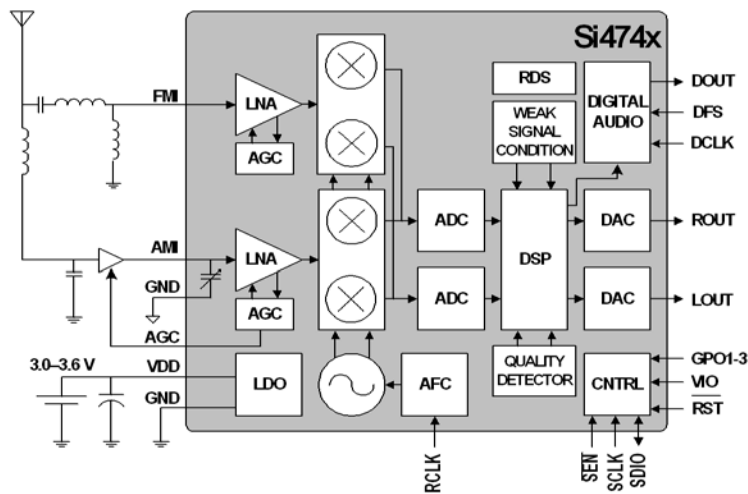 Si474x
FMI
LNA
AGC
RDS
WEAK
SIGNAL
CONDITION
DIGITAL
AUDIO
DOUT
DFS
DCLK
AMI
GND
AGC
LNA
AGC
ADC
ADC
DSP
DAC
DAC
ROUT
LOUT
3.0–3.6 V
VDD
GND
LDO
AFC
QUALITY
DETECTOR
CNTRL
GPO1-3
VIO
RST
RCLK
SEN
SCLK
SDIO